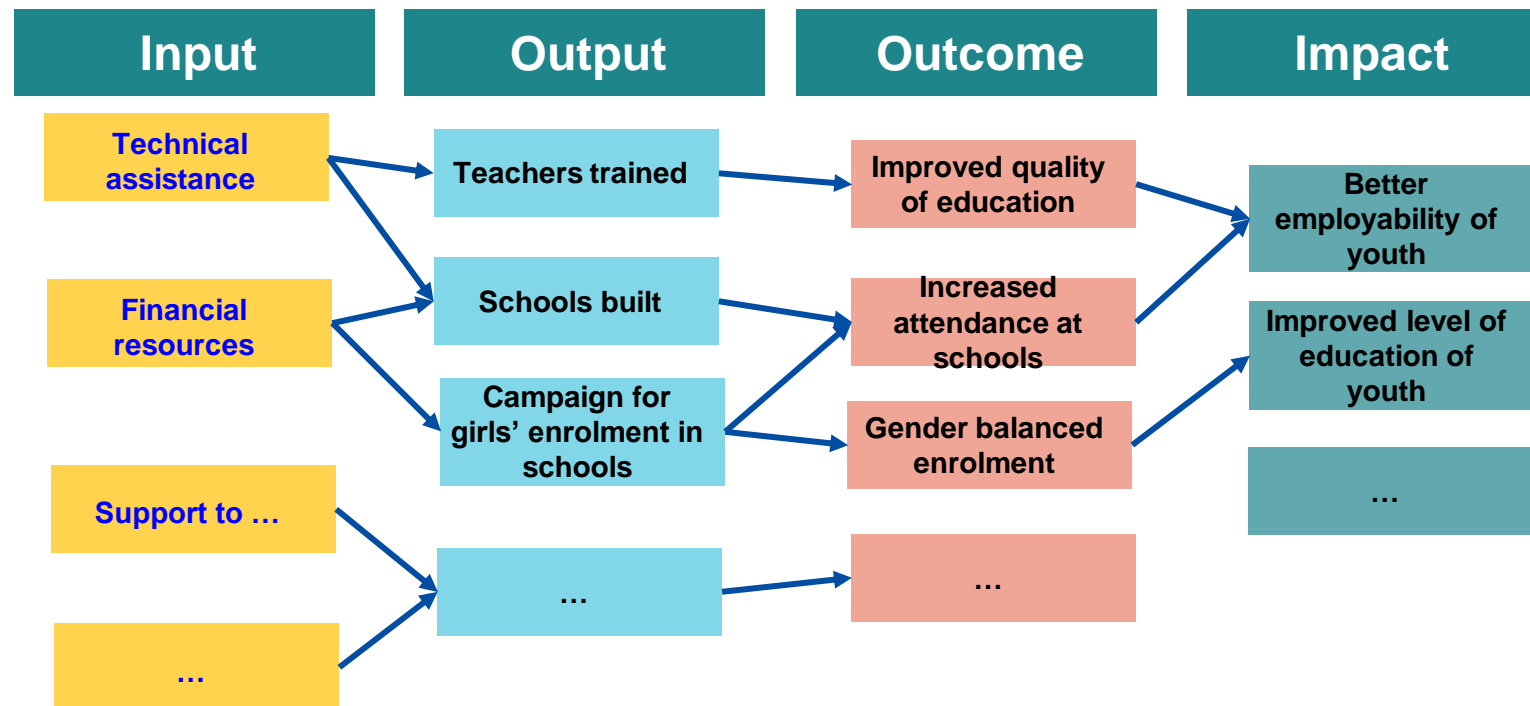 Input
Output
Outcome
Impact
Technical
assistance
Financial
resources
Support to …
…
Teachers trained
Schools built
Campaign for
girls’ enrolment in
schools
…
Improved quality
of education
Increased
attendance at
schools
Gender balanced
enrolment
…
Better
employability of
youth
Improved level of
education of
youth
…